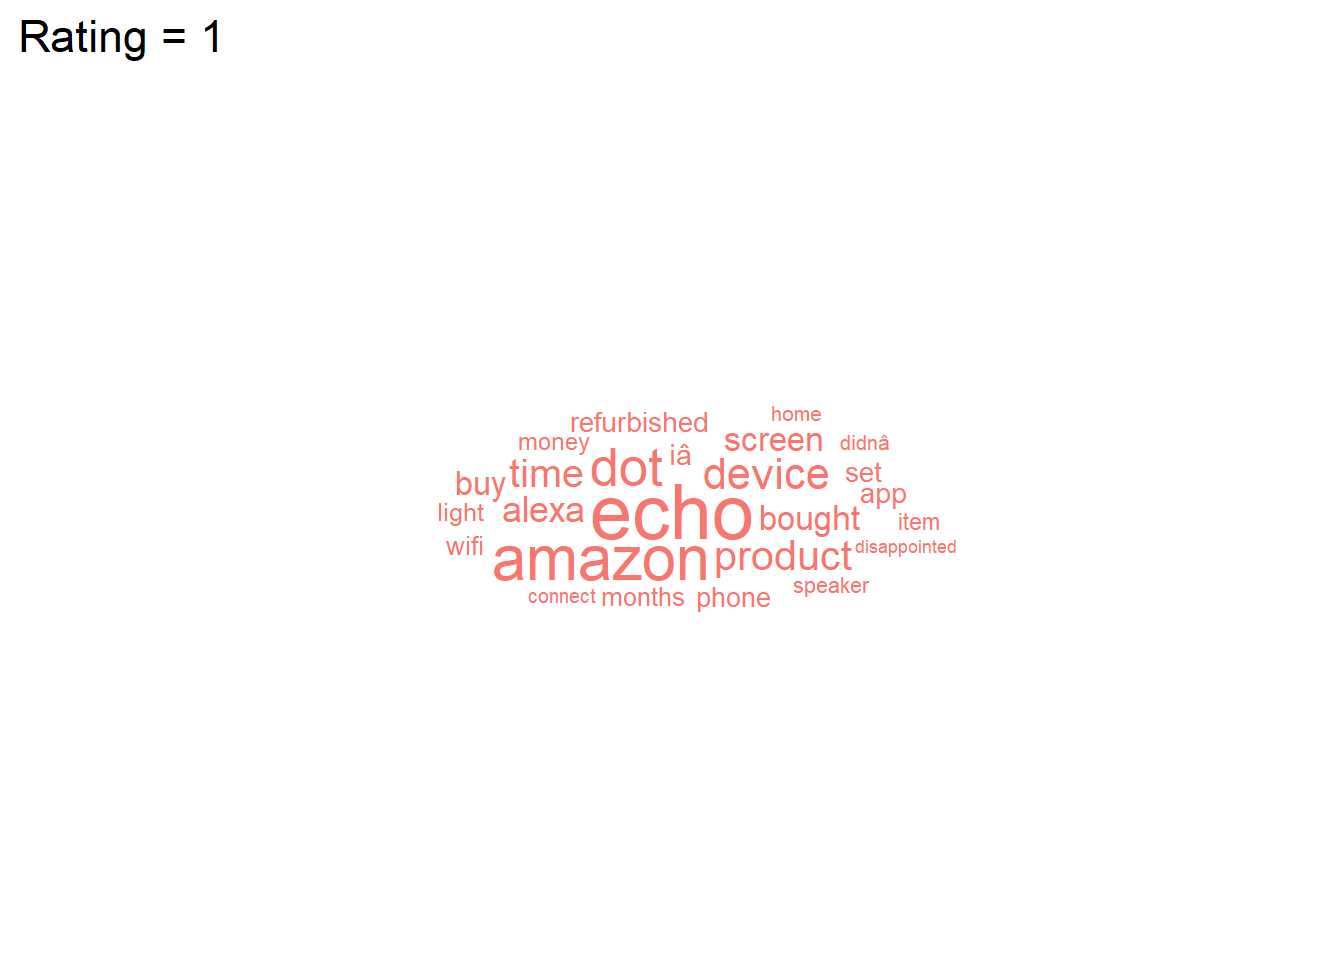 Rating = 1
home
refurbished
money
screen
didnâ
iâ
time
dot
device
set
buy
app
light
alexa
echo
bought
item
wifi
amazon
product
disappointed
speaker
connect
months
phone